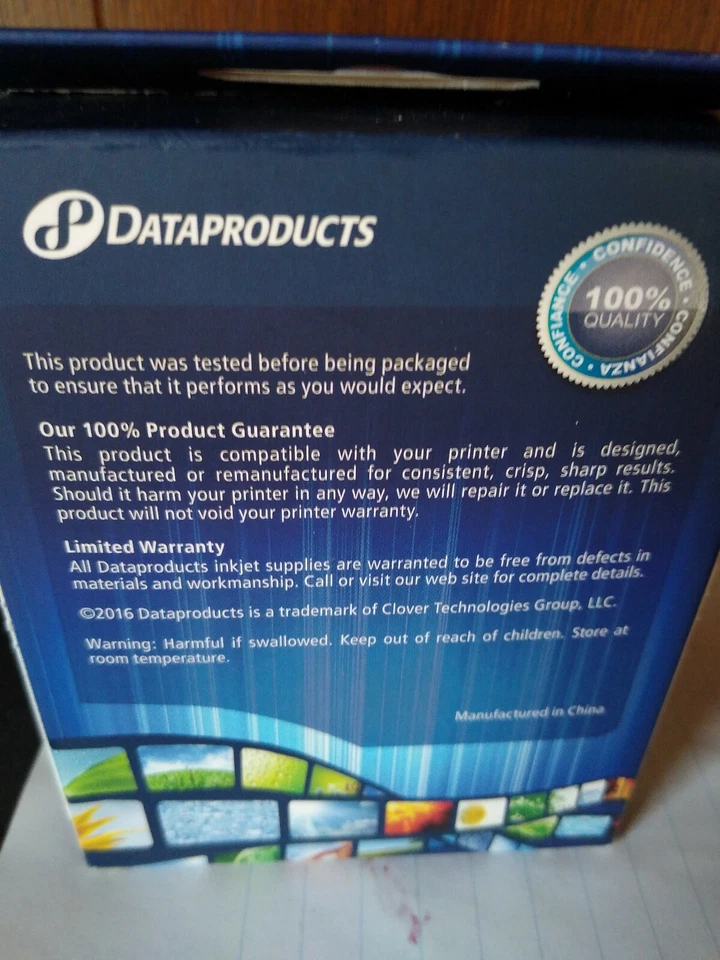 DATAPRODUCTS
CONFIDENCE • CONFIANZA • CONFIANCE •
100%
QUALITY
This product was tested before being packaged
to ensure that it performs as you would expect.
Our 100% Product Guarantee
This product is compatible with your printer and is designed,
manufactured or remanufactured for consistent, crisp, sharp results.
Should it harm your printer in any way, we will repair it or replace it. This
product will not void your printer warranty.
Limited Warranty
All Dataproducts inkjet supplies are warranted to be free from defects in
materials and workmanship. Call or visit our web site for complete details.
©2016 Dataproducts is a trademark of Clover Technologies Group, LLC.
Warning: Harmful if swallowed. Keep out of reach of children. Store at
room temperature.
Manufactured in China